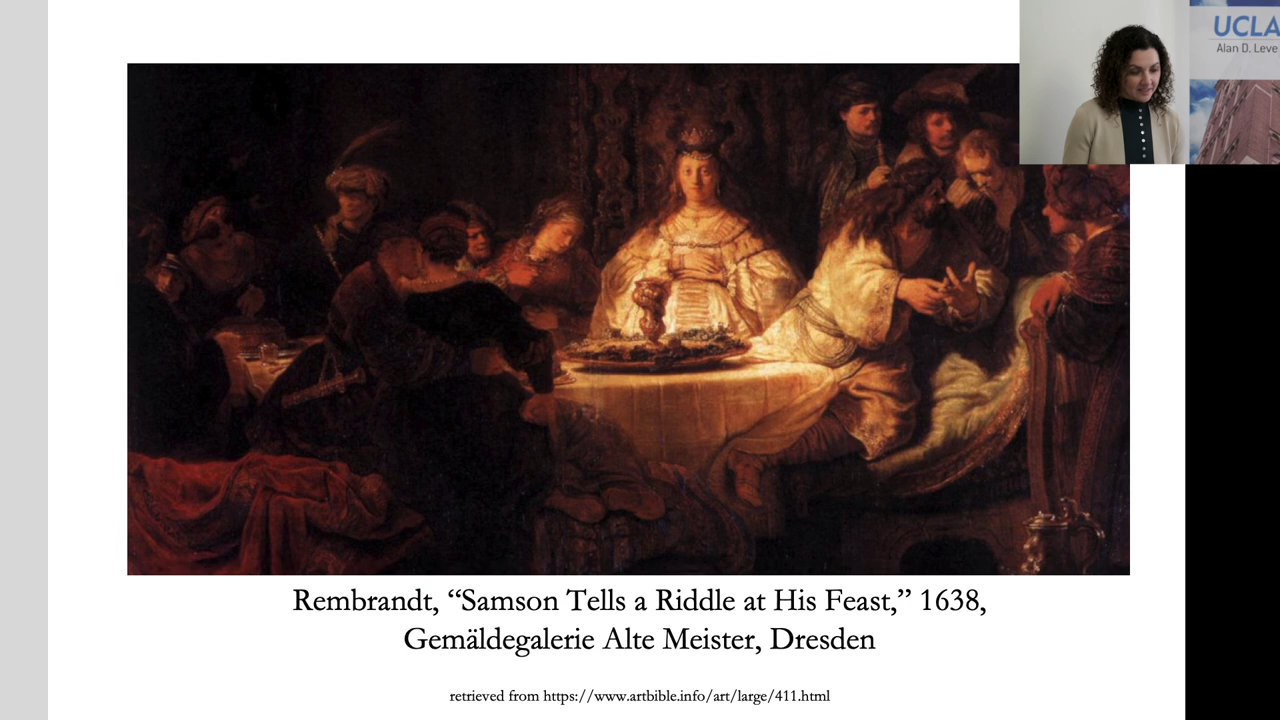 UCLA
Alan D. Leve
Rembrandt, “Samson Tells a Riddle at His Feast,” 1638,
Gemäldegalerie Alte Meister, Dresden
retrieved from https://www.artbible.info/art/large/411.html